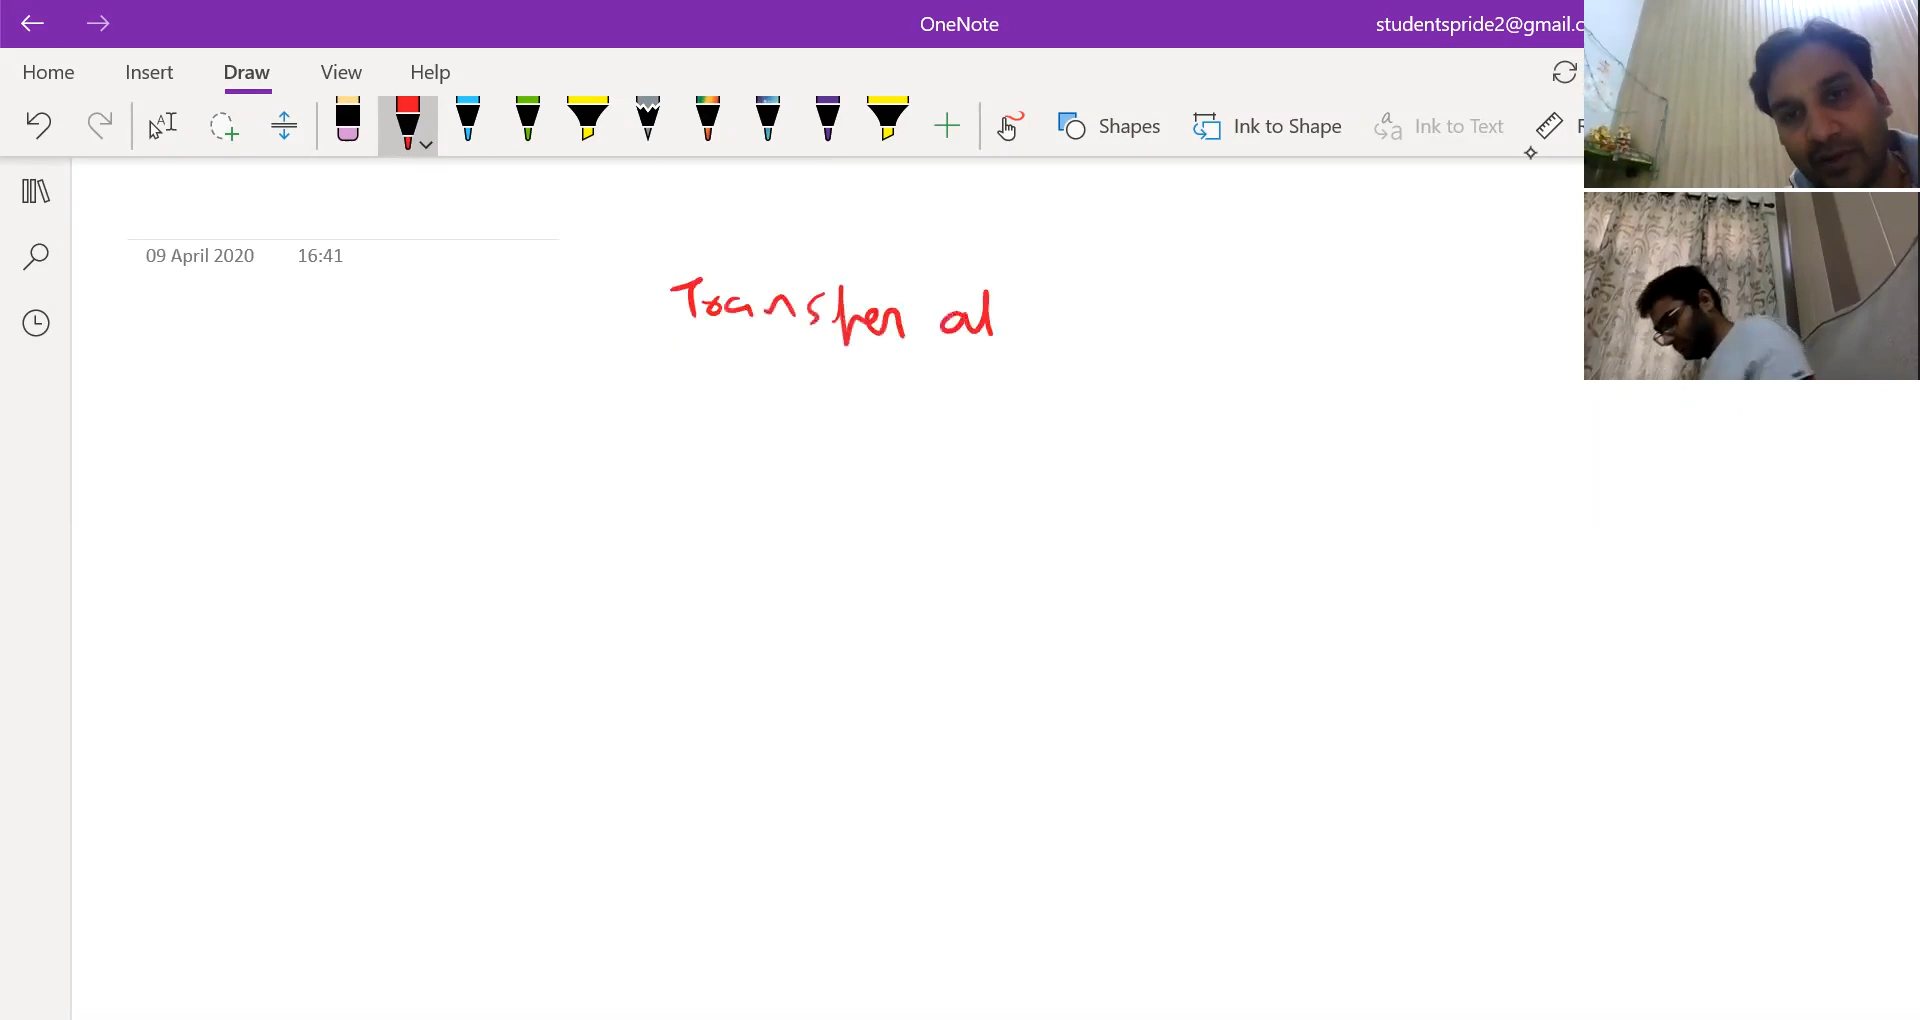 OneNote
studentspride2@gmail.c
Home Insert Draw View Help
Shapes Ink to Shape Ink to Text
09 April 2020 16:41
Transfer of